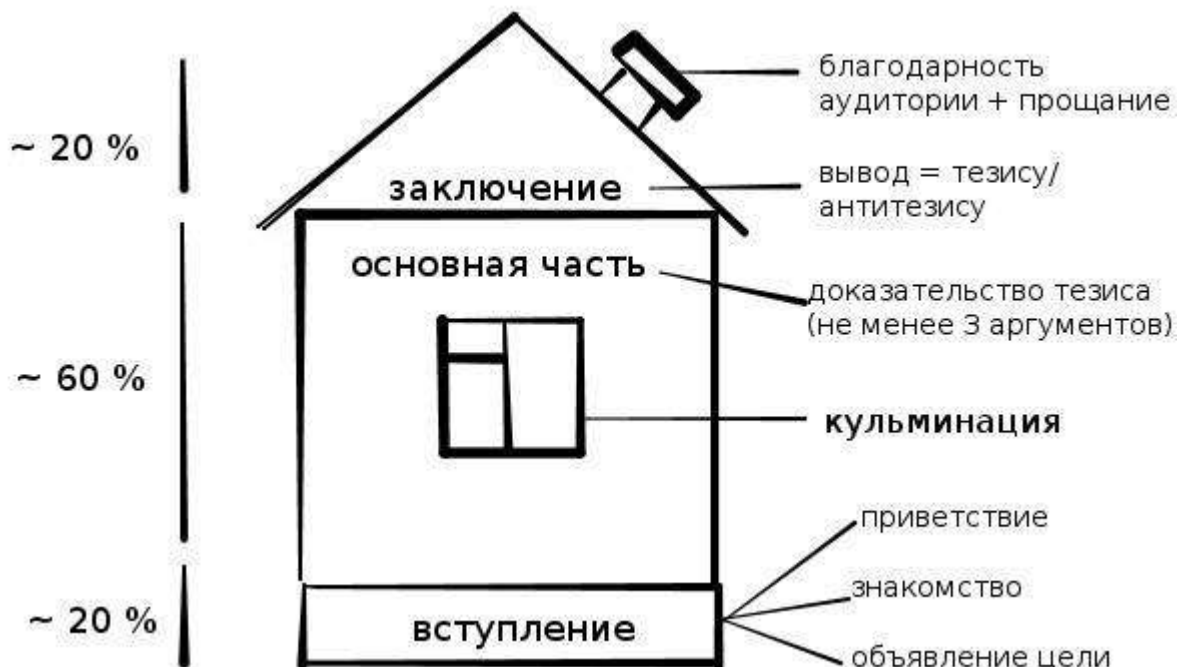 благодарность
аудитории + прощание
~ 20 %
заключение
вывод = тезису/
антитезису
основная часть
доказательство тезиса
(не менее 3 аргументов)
~ 60 %
кульминация
приветствие
знакомство
~ 20 %
вступление
объявление цели